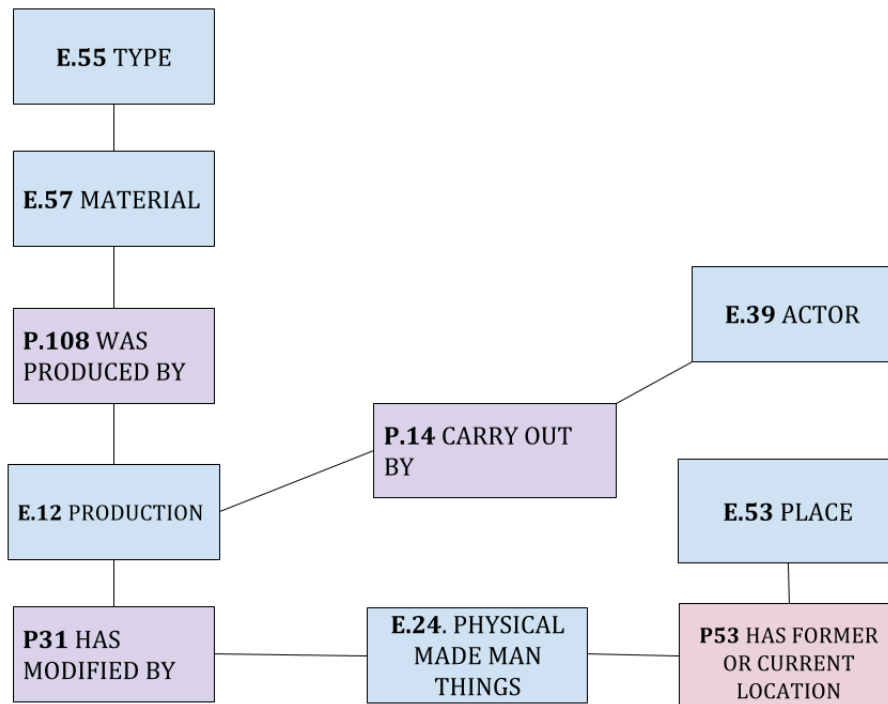 E.55 TYPE
E.57 MATERIAL
P.108 WAS
PRODUCED BY
E.39 ACTOR
P.14 CARRY OUT
BY
E.12 PRODUCTION
E.53 PLACE
P31 HAS
MODIFIED BY
E.24. PHYSICAL
MADE MAN
THINGS
P53 HAS FORMER
OR CURRENT
LOCATION